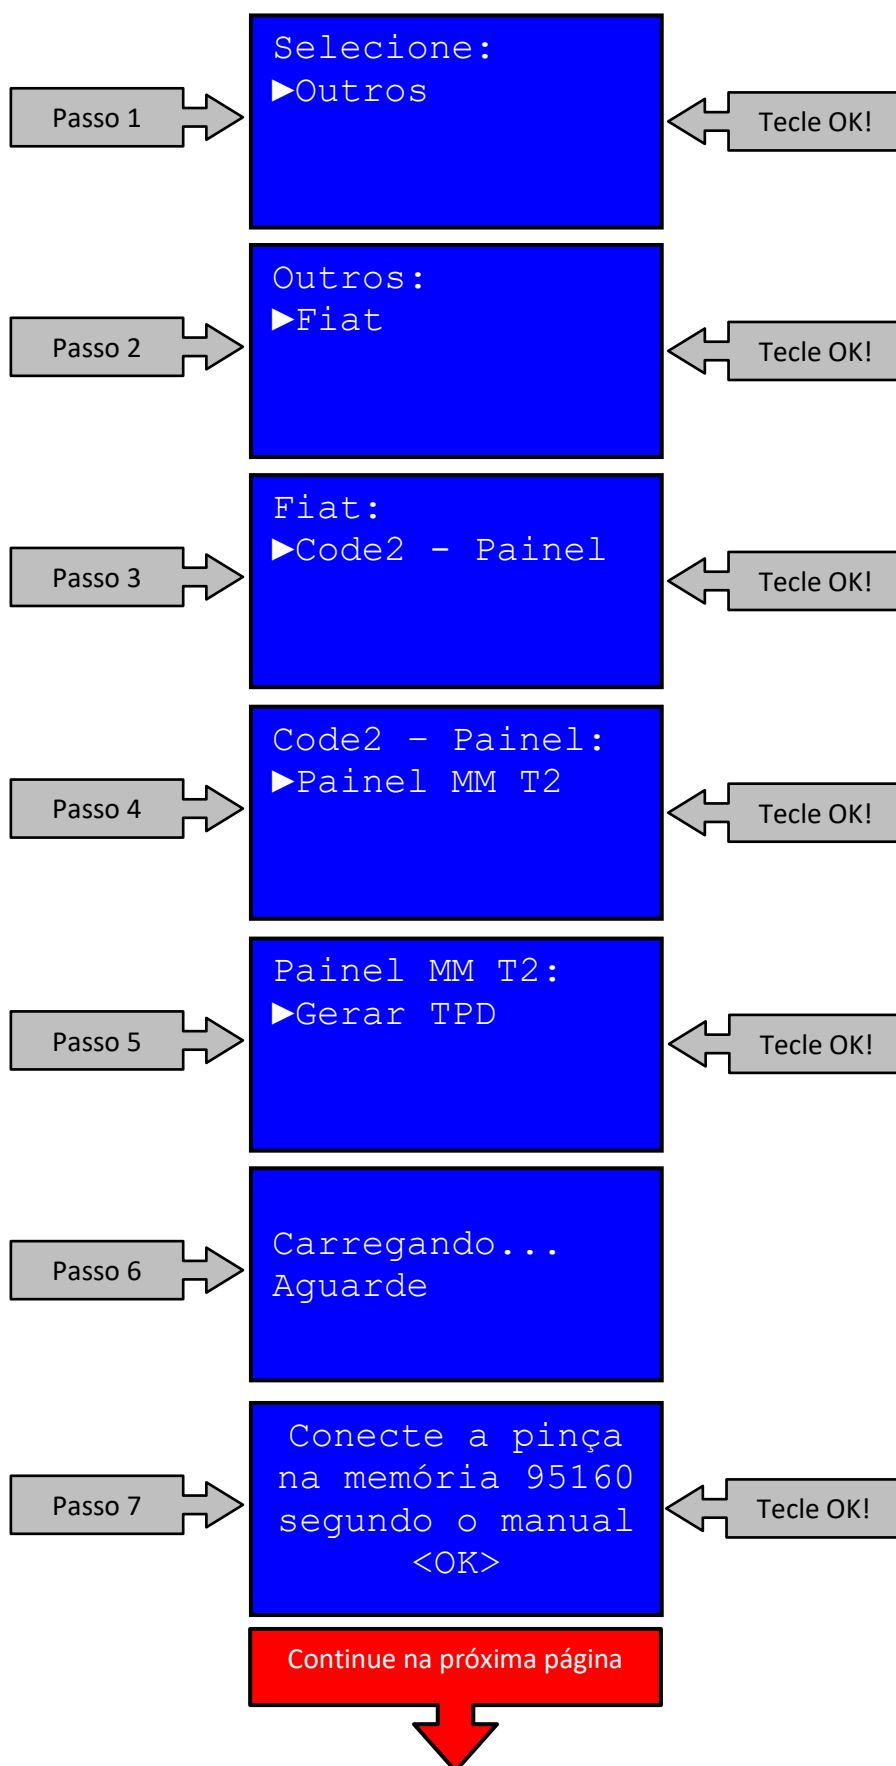 Selecione:
►Outros
Passo 1
Tecle OK!
Outros:
►Fiat
Passo 2
Tecle OK!
Fiat:
►Code2 - Painel
Passo 3
Tecle OK!
Code2 – Painel:
►Painel MM T2
Passo 4
Tecle OK!
Painel MM T2:
►Gerar TPD
Passo 5
Tecle OK!
Carregando...
Aguarde
Passo 6
Conecte a pinça
na memória 95160
segundo o manual
<OK>
Passo 7
Tecle OK!
Continue na próxima página